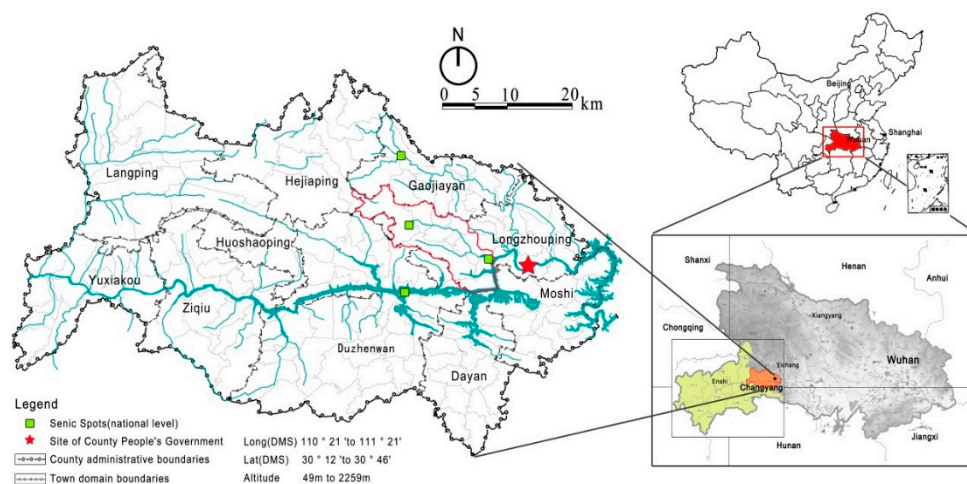 N
0 10 20
km
Langping
Hejiaping
Gaojiayan
Huoshaoping
Longzhouping
Yuxiakou
Ziqiu
Moshi
Duzhenwan
Dayan
Legend
Senic Spots(national level)
Site of County People's Government
County administrative boundaries
Town domain boundaries
Long(DMS) 110 ° 21 'to 111 ° 21'
Lat(DMS) 30 ° 12 'to 30 ° 46'
Altitude 49m to 2259m
Beijing
Shanghai
Wuhan
Shanxi
Henan
Anhui
Xiangyang
Chongqing
Wuhan
Yichang
Enshi
Changyang
Hunan
Jiangxi